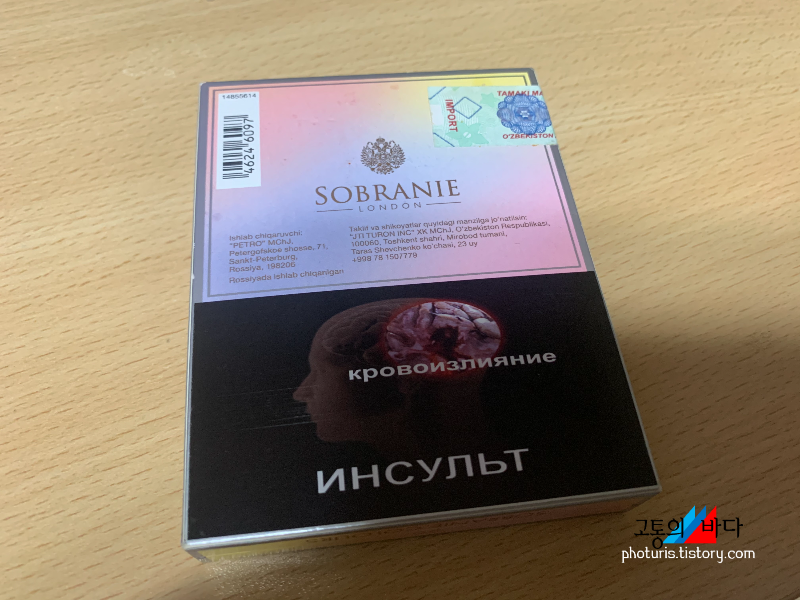 14855614
4624 6097
IMPORT
TAMAKI MA
O'ZBEKISTON
SOBRANIE
LONDON
Ishlab chiqaruvchi:
"PETRO" MChJ,
Petergofskoe shosse, 71,
Sankt-Peterburg,
Rossiya, 198206
Rossiyada ishlab chiqarilgan
Taklif va shikoyatlar quyidagi manzilga jo'natilsin:
"JTI TURON INC" XK MChJ, O'zbekiston Respublikasi,
100060, Toshkent shahri, Mirobod tumani,
Taras Shevchenko ko'chasi, 23 uy
+998 78 1507779
кровоизлияние
ИНСУЛЬТ
고통의 바다
photuris.tistory.com